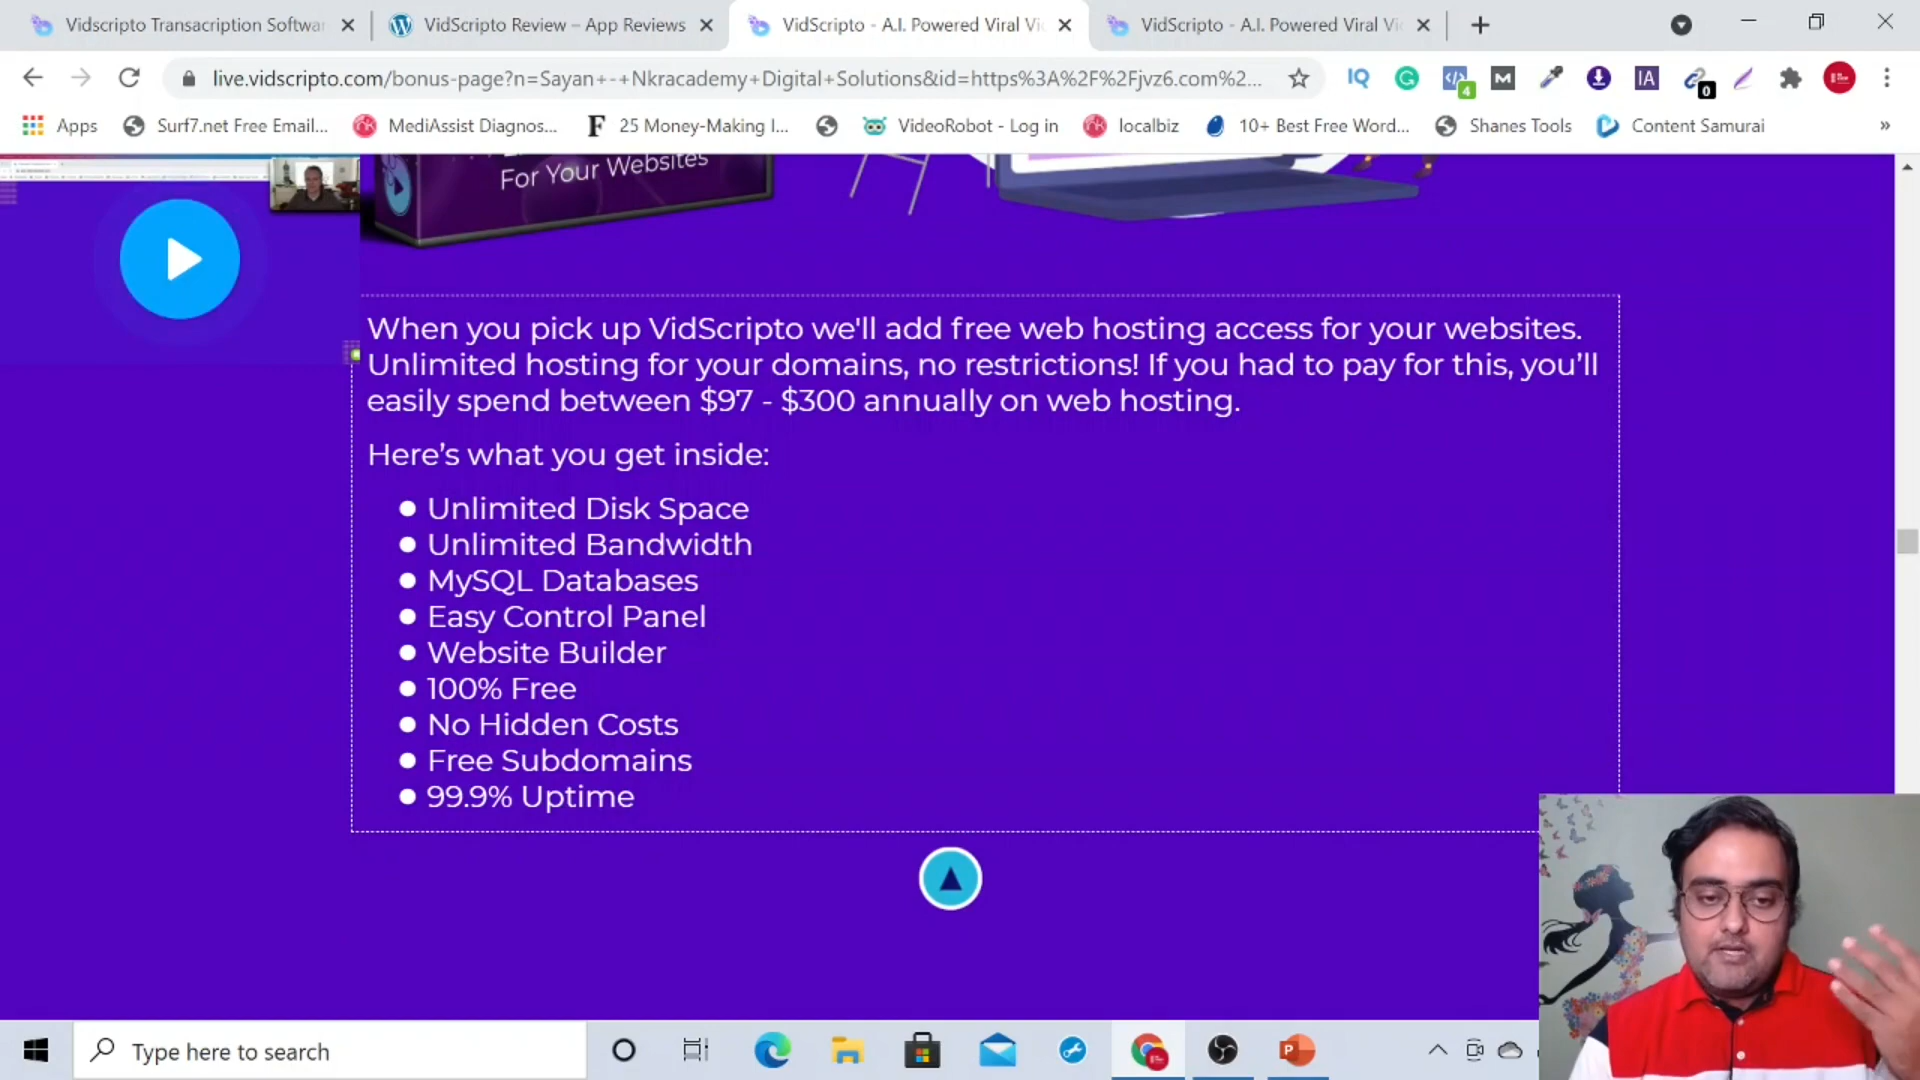 Vidscripto Transacription Softwar
VidScripto Review – App Reviews
VidScripto - A.I. Powered Viral Vi
VidScripto - A.I. Powered Viral Vi
live.vidscripto.com/bonus-page?n=Sayan+-+Nkracademy+Digital+Solutions&id=https%3A%2F%2Fjvz6.com%2...
IQ
4
M
IA
0
Apps
Surf7.net Free Email...
MediAssist Diagnos...
25 Money-Making I...
VideoRobot - Log in
localbiz
10+ Best Free Word...
Shanes Tools
Content Samurai
»
For Your Websites
When you pick up VidScripto we'll add free web hosting access for your websites.
Unlimited hosting for your domains, no restrictions! If you had to pay for this, you’ll
easily spend between $97 - $300 annually on web hosting.
Here’s what you get inside:
● Unlimited Disk Space
● Unlimited Bandwidth
● MySQL Databases
● Easy Control Panel
● Website Builder
● 100% Free
● No Hidden Costs
● Free Subdomains
● 99.9% Uptime
Type here to search